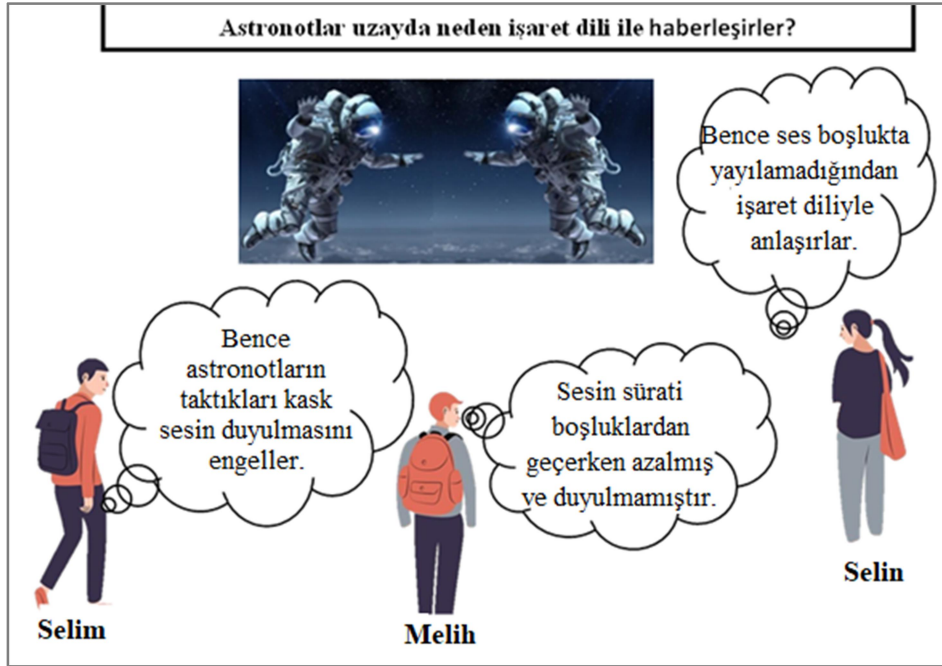 Astronotlar uzayda neden işaret dili ile haberleşirler?
Bence ses boşlukta
yayılamadığından
işaret diliyle
anlaşırlar.
Bence
astronotların
taktıkları kask
sesin duyulmasını
engeller.
Sesin sürati
boşluklardan
geçerken azalmış
ve duyulmamıştır.
Selim
Melih
Selin